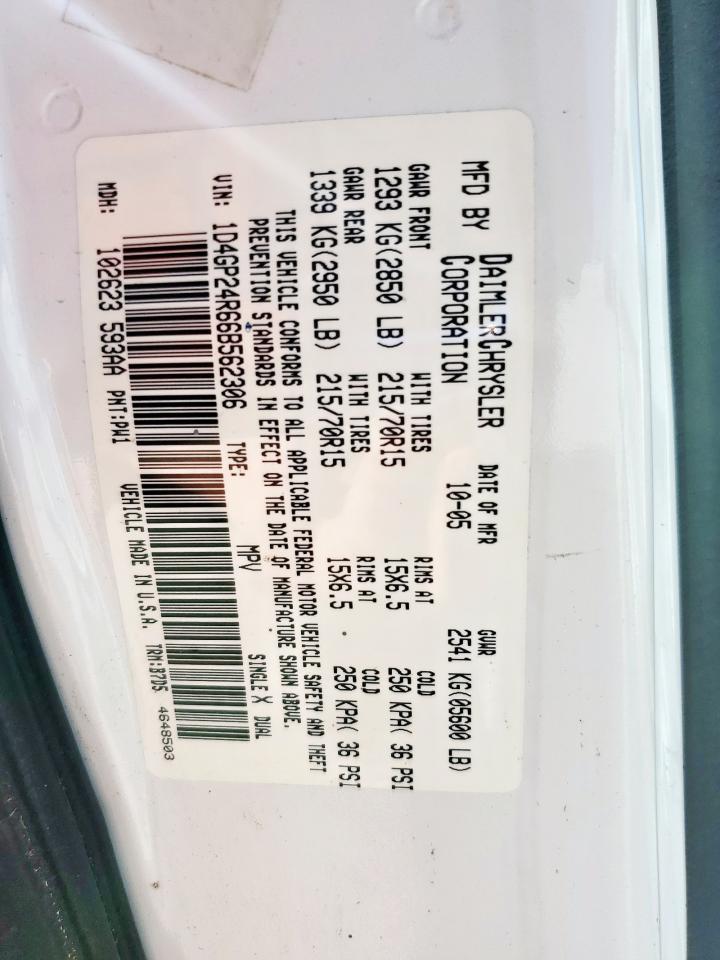 MFD BY DAIMLERCHRYSLER CORPORATION DATE OF MFR 10-05 GVWR 2541 KG(05600 LB)
GAWR FRONT WITH TIRES RIMS AT COLD
1293 KG(2850 LB) 215/70R15 15X6.5 250 KPA( 36 PSI
GAWR REAR WITH TIRES RIMS AT COLD
1339 KG(2950 LB) 215/70R15 15X6.5 250 KPA( 36 PSI
THIS VEHICLE CONFORMS TO ALL APPLICABLE FEDERAL MOTOR VEHICLE SAFETY AND THEFT
PREVENTION STANDARDS IN EFFECT ON THE DATE OF MANUFACTURE SHOWN ABOVE.
VIN: 1D4GP24R66B562306 TYPE: MPV SINGLE X DUAL
MDH: 102623 593AA PNT:PW1 VEHICLE MADE IN U.S.A. TRM:B7D5 4648503